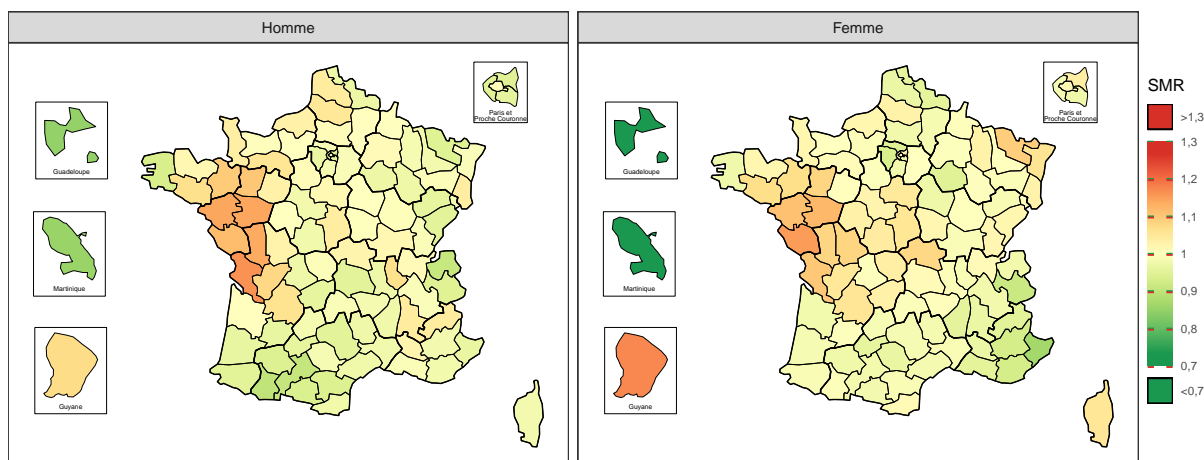 Homme
Femme
Paris et
Proche Couronne
Guadeloupe
Martinique
Guyane
Paris et
Proche Couronne
Guadeloupe
Martinique
Guyane
SMR
>1,3
1,3
1,2
1,1
1
0,9
0,8
0,7
<0,7